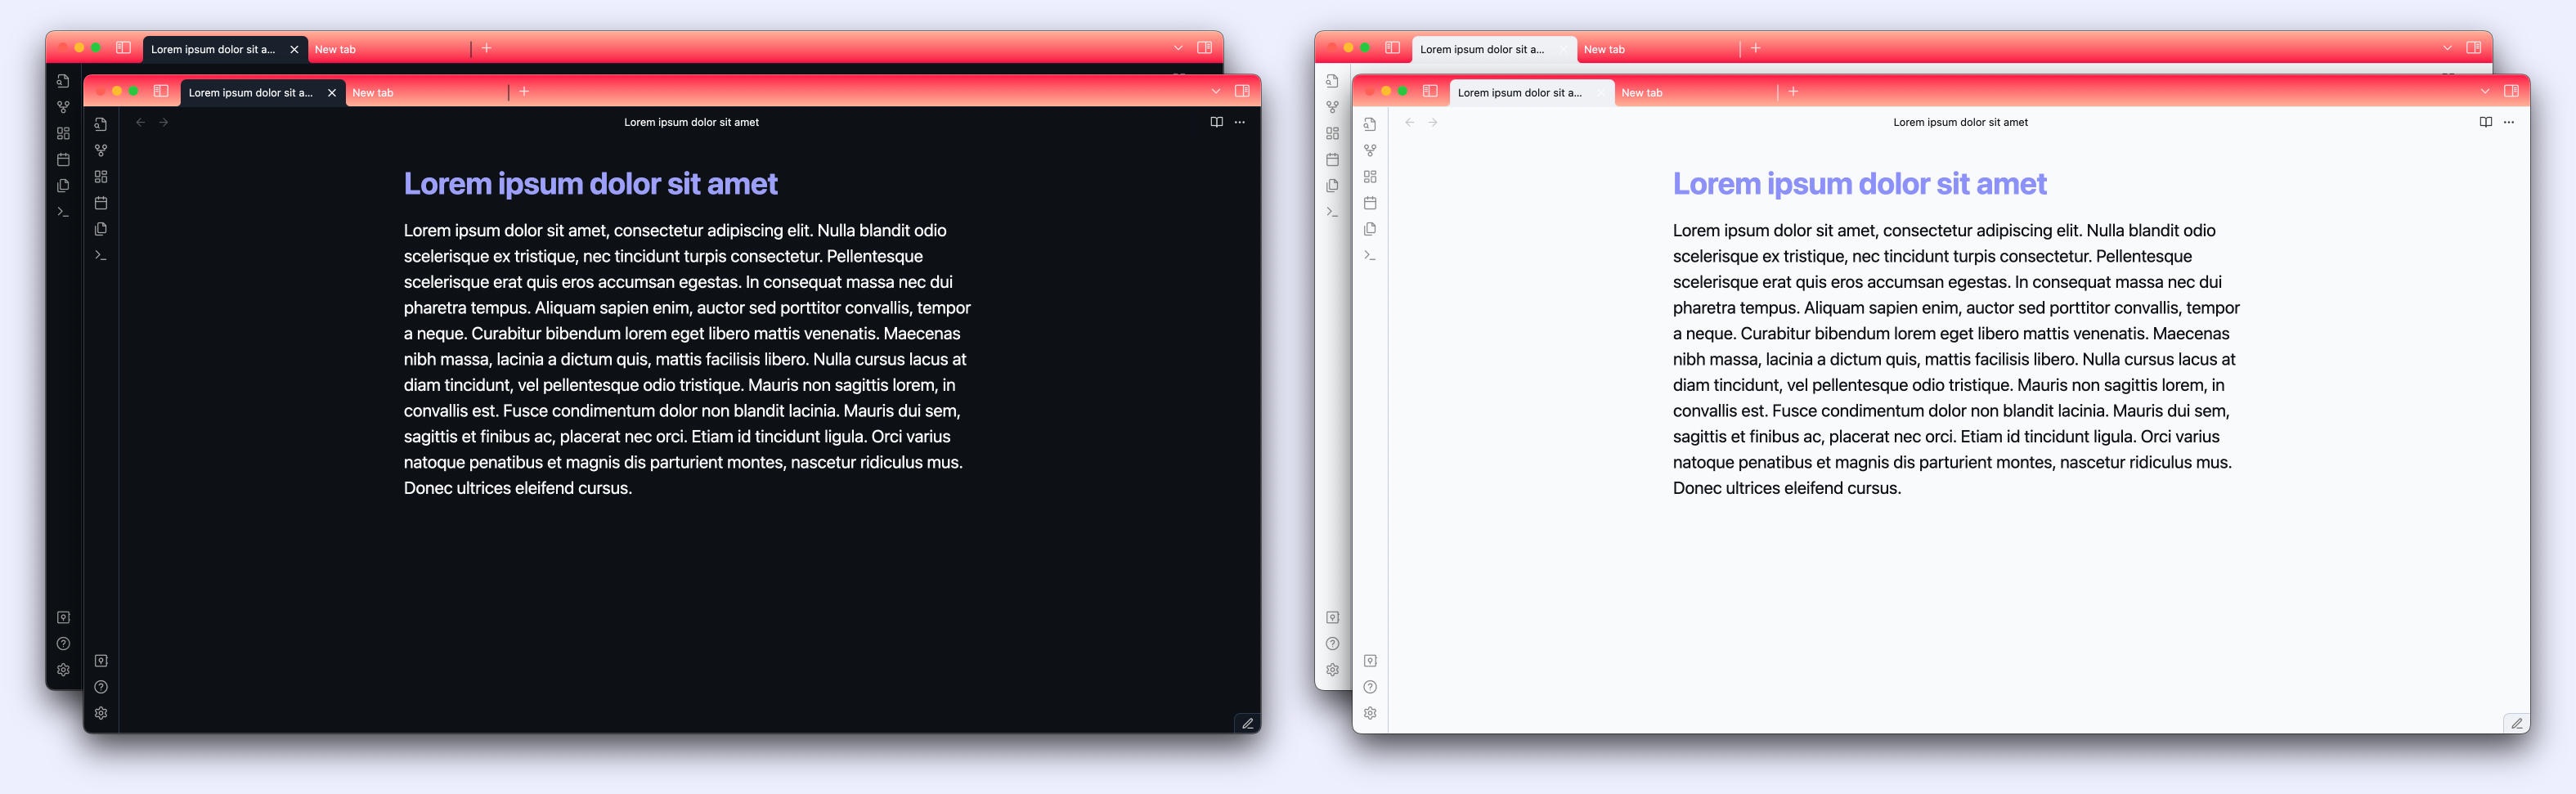 Lorem ipsum dolor sit a...
New tab
Lorem ipsum dolor sit a...
New tab
Lorem ipsum dolor sit amet
Lorem ipsum dolor sit amet
Lorem ipsum dolor sit amet, consectetur adipiscing elit. Nulla blandit odio
scelerisque ex tristique, nec tincidunt turpis consectetur. Pellentesque
scelerisque erat quis eros accumsan egestas. In consequat massa nec dui
pharetra tempus. Aliquam sapien enim, auctor sed porttitor convallis, tempor
a neque. Curabitur bibendum lorem eget libero mattis venenatis. Maecenas
nibh massa, lacinia a dictum quis, mattis facilisis libero. Nulla cursus lacus at
diam tincidunt, vel pellentesque odio tristique. Mauris non sagittis lorem, in
convallis est. Fusce condimentum dolor non blandit lacinia. Mauris dui sem,
sagittis et finibus ac, placerat nec orci. Etiam id tincidunt ligula. Orci varius
natoque penatibus et magnis dis parturient montes, nascetur ridiculus mus.
Donec ultrices eleifend cursus.
Lorem ipsum dolor sit a...
New tab
Lorem ipsum dolor sit a...
New tab
Lorem ipsum dolor sit amet
Lorem ipsum dolor sit amet
Lorem ipsum dolor sit amet, consectetur adipiscing elit. Nulla blandit odio
scelerisque ex tristique, nec tincidunt turpis consectetur. Pellentesque
scelerisque erat quis eros accumsan egestas. In consequat massa nec dui
pharetra tempus. Aliquam sapien enim, auctor sed porttitor convallis, tempor
a neque. Curabitur bibendum lorem eget libero mattis venenatis. Maecenas
nibh massa, lacinia a dictum quis, mattis facilisis libero. Nulla cursus lacus at
diam tincidunt, vel pellentesque odio tristique. Mauris non sagittis lorem, in
convallis est. Fusce condimentum dolor non blandit lacinia. Mauris dui sem,
sagittis et finibus ac, placerat nec orci. Etiam id tincidunt ligula. Orci varius
natoque penatibus et magnis dis parturient montes, nascetur ridiculus mus.
Donec ultrices eleifend cursus.